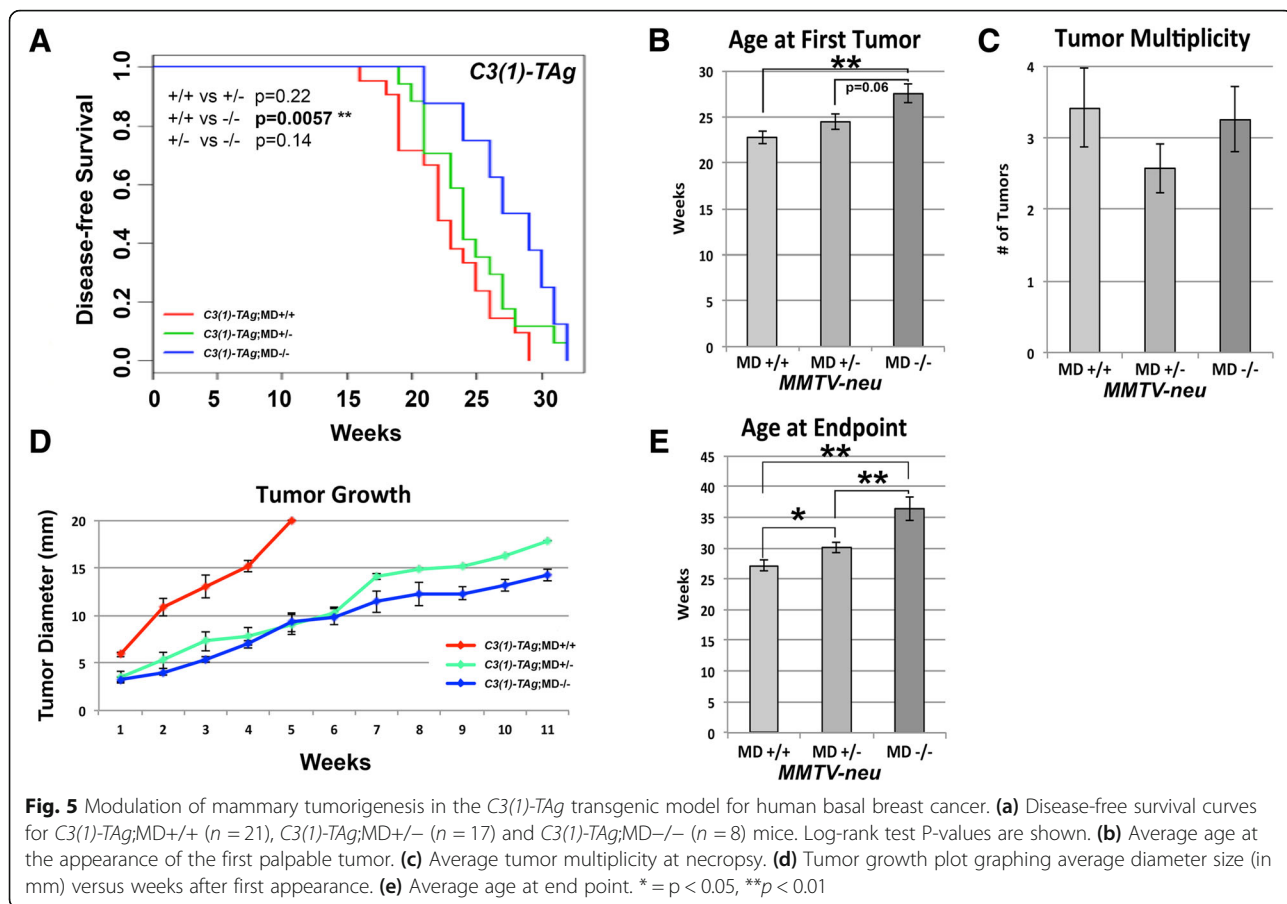 A
C3(1)-TAg
+/+ vs +/- p=0.22
+/+ vs -/- p=0.0057 **
+/- vs -/- p=0.14
Disease-free Survival
1.0
0.8
0.6
0.4
0.2
0.0
C3(1)-TAg;MD+/+
C3(1)-TAg;MD+/-
C3(1)-TAg;MD-/-
0 5 10 15 20 25 30
Weeks
B
Age at First Tumor
**
p=0.06
Weeks
30
25
20
15
10
5
0
MD +/+ MD +/- MD -/-
MMTV-neu
C
Tumor Multiplicity
# of Tumors
4
3
2
1
0
MD +/+ MD +/- MD -/-
MMTV-neu
D
Tumor Growth
Tumor Diameter (mm)
20
15
10
5
0
C3(1)-TAg;MD+/+
C3(1)-TAg;MD+/-
C3(1)-TAg;MD-/-
1 2 3 4 5 6 7 8 9 10 11
Weeks
E
Age at Endpoint
**
**
*
Weeks
45
40
35
30
25
20
15
10
5
0
MD +/+ MD +/- MD -/-
MMTV-neu
Fig. 5 Modulation of mammary tumorigenesis in the C3(1)-TAg transgenic model for human basal breast cancer. (a) Disease-free survival curves
for C3(1)-TAg;MD+/+ (n = 21), C3(1)-TAg;MD+/− (n = 17) and C3(1)-TAg;MD−/− (n = 8) mice. Log-rank test P-values are shown. (b) Average age at
the appearance of the first palpable tumor. (c) Average tumor multiplicity at necropsy. (d) Tumor growth plot graphing average diameter size (in
mm) versus weeks after first appearance. (e) Average age at end point. * = p < 0.05, **p < 0.01